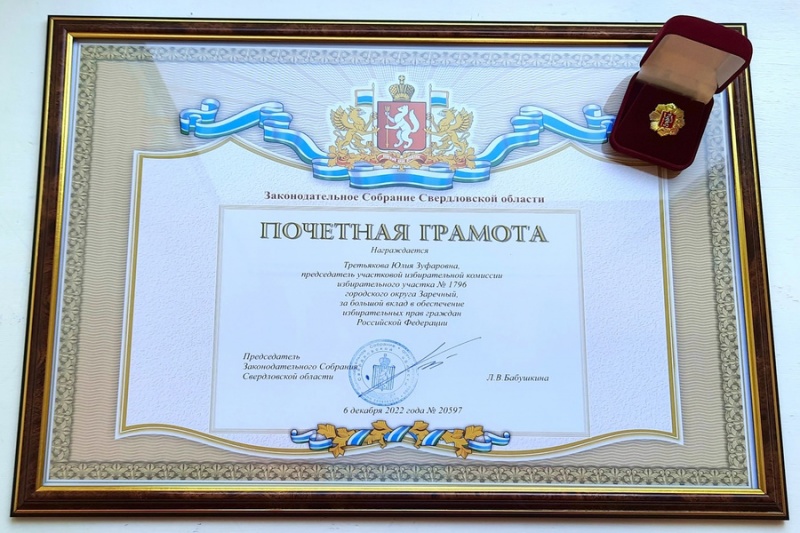 Законодательное Собрание Свердловской области
ПОЧЕТНАЯ ГРАМОТА
Награждается
Третьякова Юлия Зуфаровна,
председатель участковой избирательной комиссии
избирательного участка № 1796
городского округа Заречный,
за большой вклад в обеспечение
избирательных прав граждан
Российской Федерации
Председатель
Законодательного Собрания
Свердловской области
Л.В.Бабушкина
6 декабря 2022 года № 20597